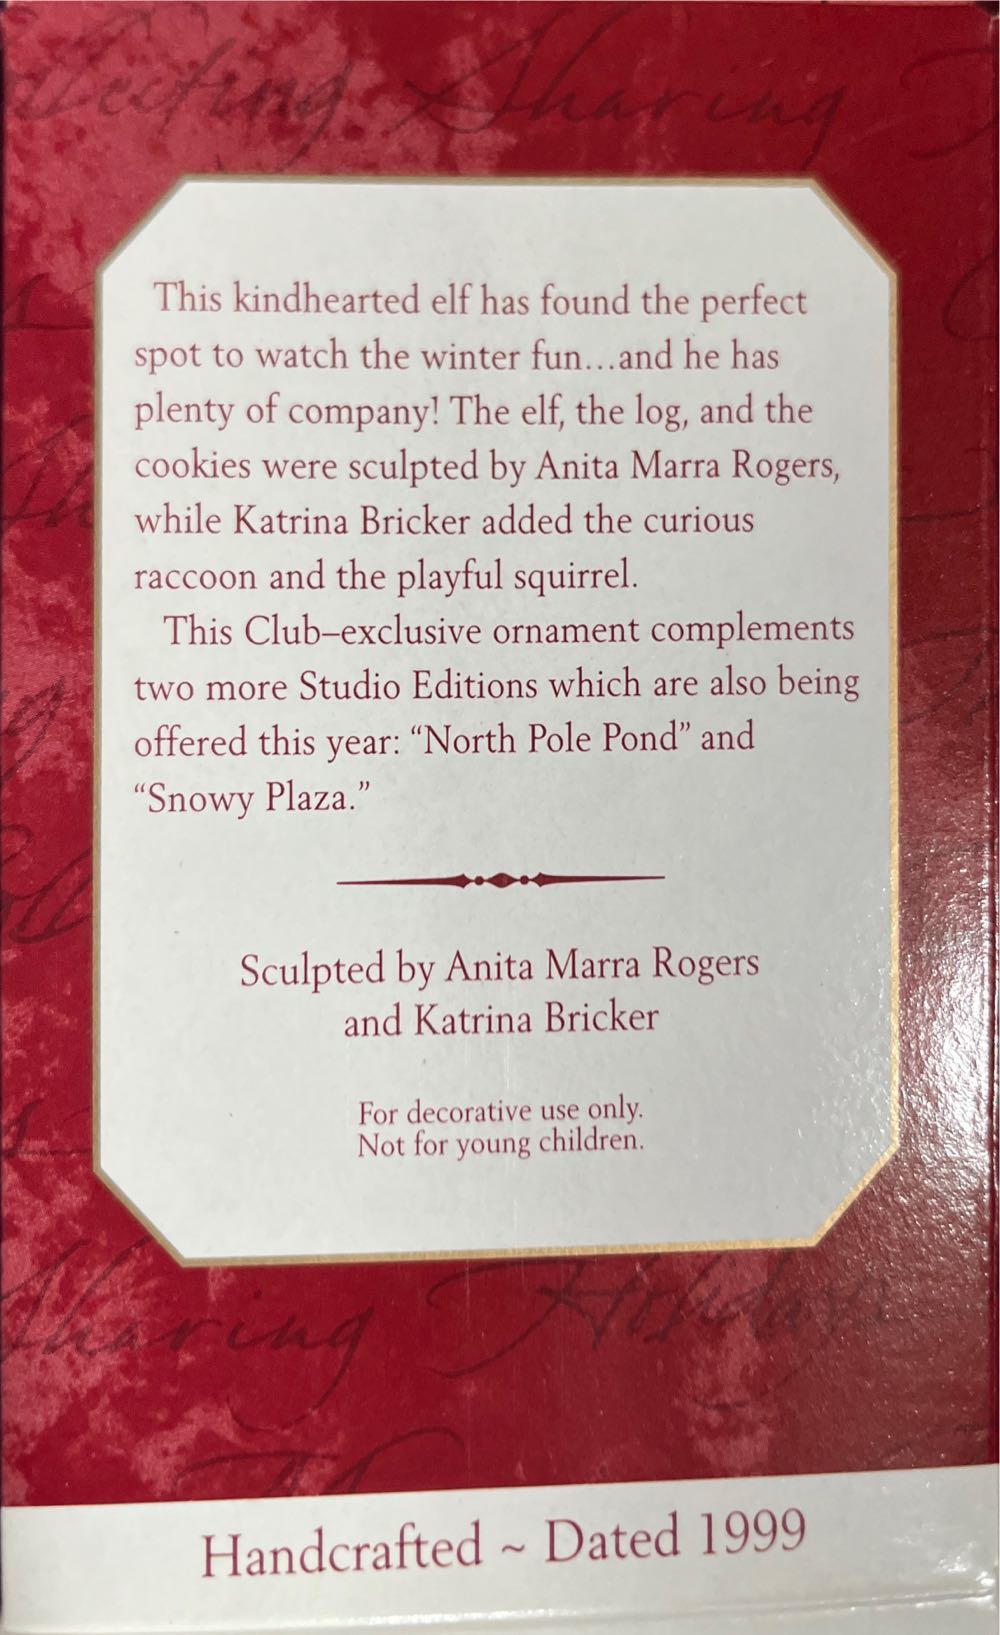 Collecting Sharing
This kindhearted elf has found the perfect
spot to watch the winter fun...and he has
plenty of company! The elf, the log, and the
cookies were sculpted by Anita Marra Rogers,
while Katrina Bricker added the curious
raccoon and the playful squirrel.
This Club–exclusive ornament complements
two more Studio Editions which are also being
offered this year: “North Pole Pond” and
“Snowy Plaza.”
Sculpted by Anita Marra Rogers
and Katrina Bricker
For decorative use only.
Not for young children.
Sharing Holidays
Handcrafted ~ Dated 1999